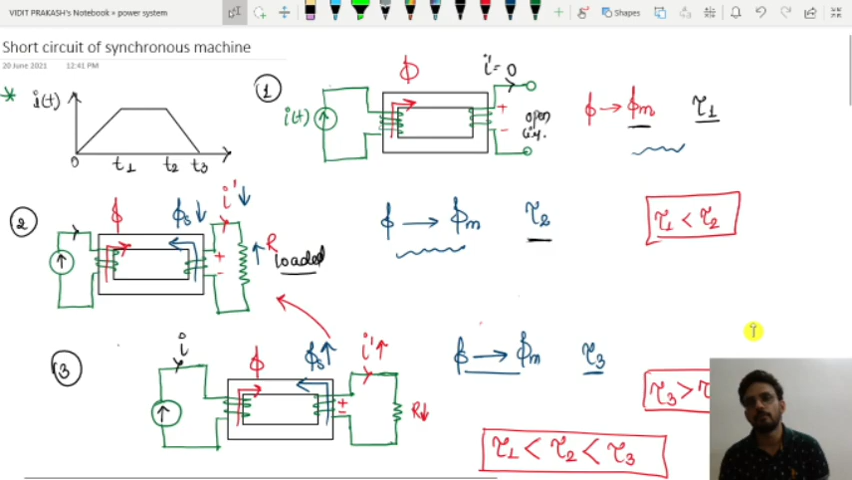 VIDIT PRAKASH's Notebook » power system
Shapes
Short circuit of synchronous machine
20 June 2021 12:41 PM
* i(t)
0 t1 t2 t3
① i(t) ϕ i=0 + - open ckt.
ϕ → ϕm τ1
② ϕ ϕs↓ i'↓ + - ↑ R loaded
ϕ → ϕm τ2
τ1 < τ2
③ i ϕ ϕs↑ i'↑ + - R↓
ϕ → ϕm τ3
τ3 > τ
τ1 < τ2 < τ3